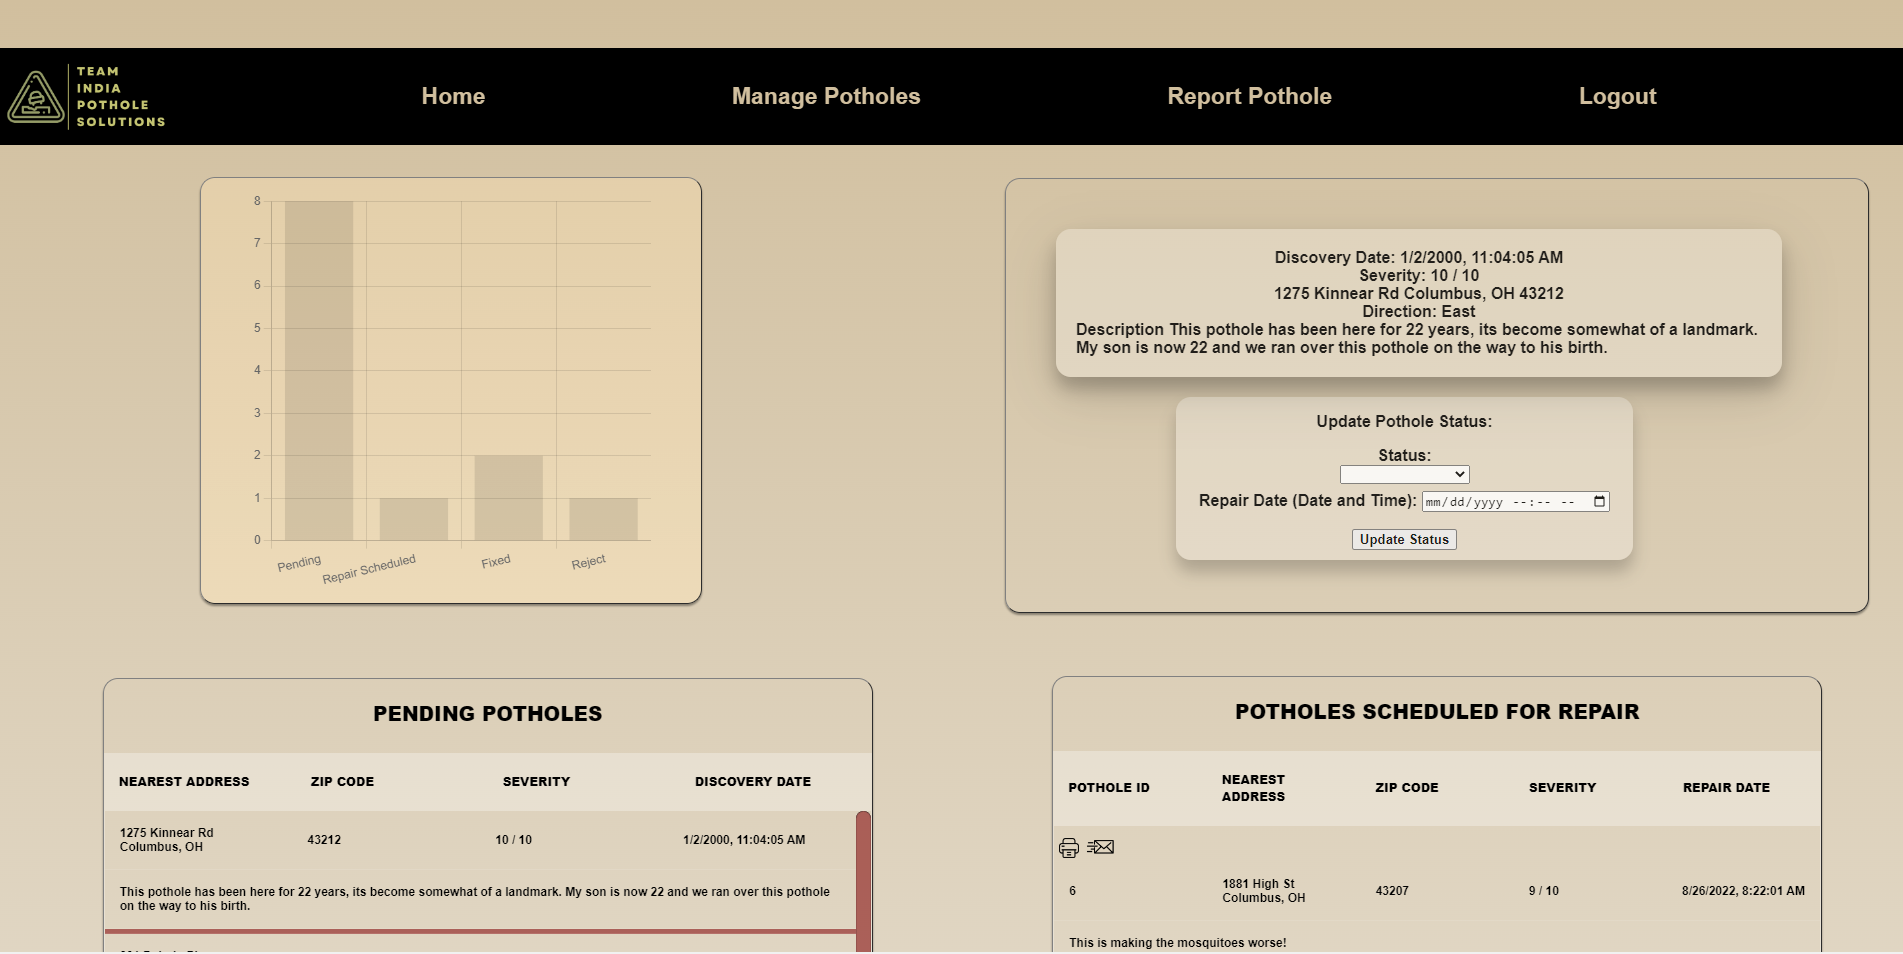 TEAM
INDIA
POTHOLE
SOLUTIONS
Home
Manage Potholes
Report Pothole
Logout
8
7
6
5
4
3
2
1
0
Pending
Repair Scheduled
Fixed
Reject
Discovery Date: 1/2/2000, 11:04:05 AM
Severity: 10 / 10
1275 Kinnear Rd Columbus, OH 43212
Direction: East
Description This pothole has been here for 22 years, its become somewhat of a landmark.
My son is now 22 and we ran over this pothole on the way to his birth.
Update Pothole Status:
Status:
Repair Date (Date and Time): mm/dd/yyyy --:-- --
Update Status
PENDING POTHOLES
NEAREST ADDRESS
ZIP CODE
SEVERITY
DISCOVERY DATE
1275 Kinnear Rd
Columbus, OH
43212
10 / 10
1/2/2000, 11:04:05 AM
This pothole has been here for 22 years, its become somewhat of a landmark. My son is now 22 and we ran over this pothole
on the way to his birth.
POTHOLES SCHEDULED FOR REPAIR
POTHOLE ID
NEAREST
ADDRESS
ZIP CODE
SEVERITY
REPAIR DATE
6
1881 High St
Columbus, OH
43207
9 / 10
8/26/2022, 8:22:01 AM
This is making the mosquitoes worse!